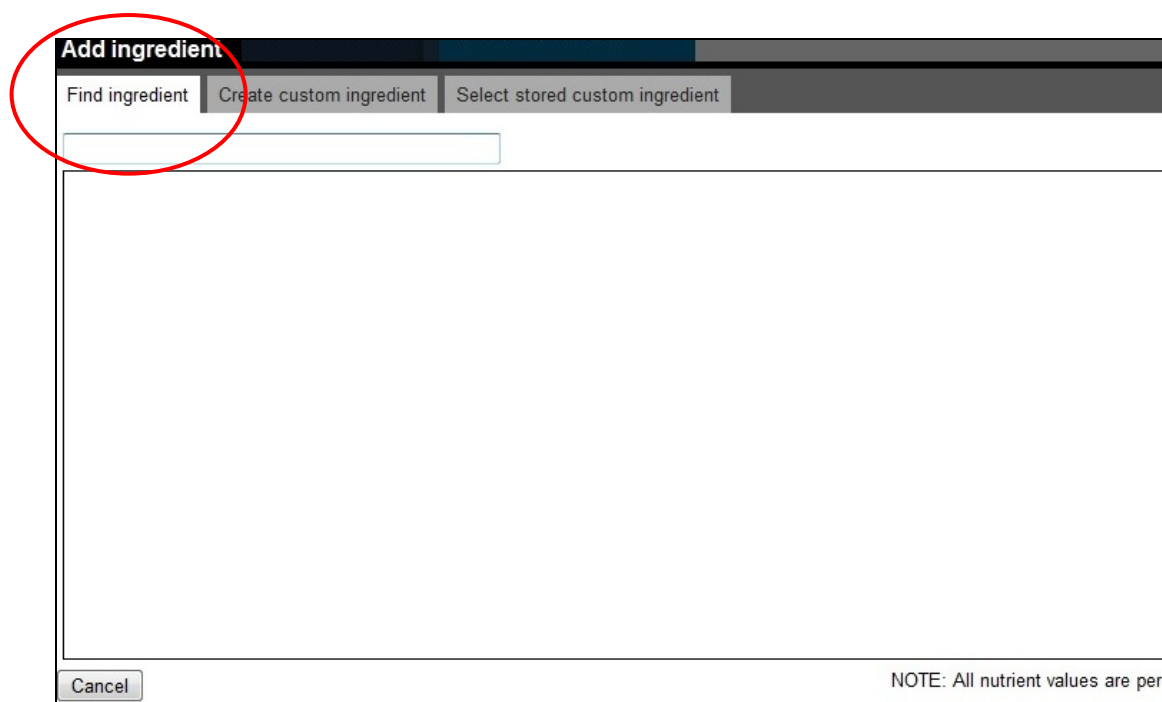 Add ingredient
Find ingredient Create custom ingredient Select stored custom ingredient
Cancel NOTE: All nutrient values are per